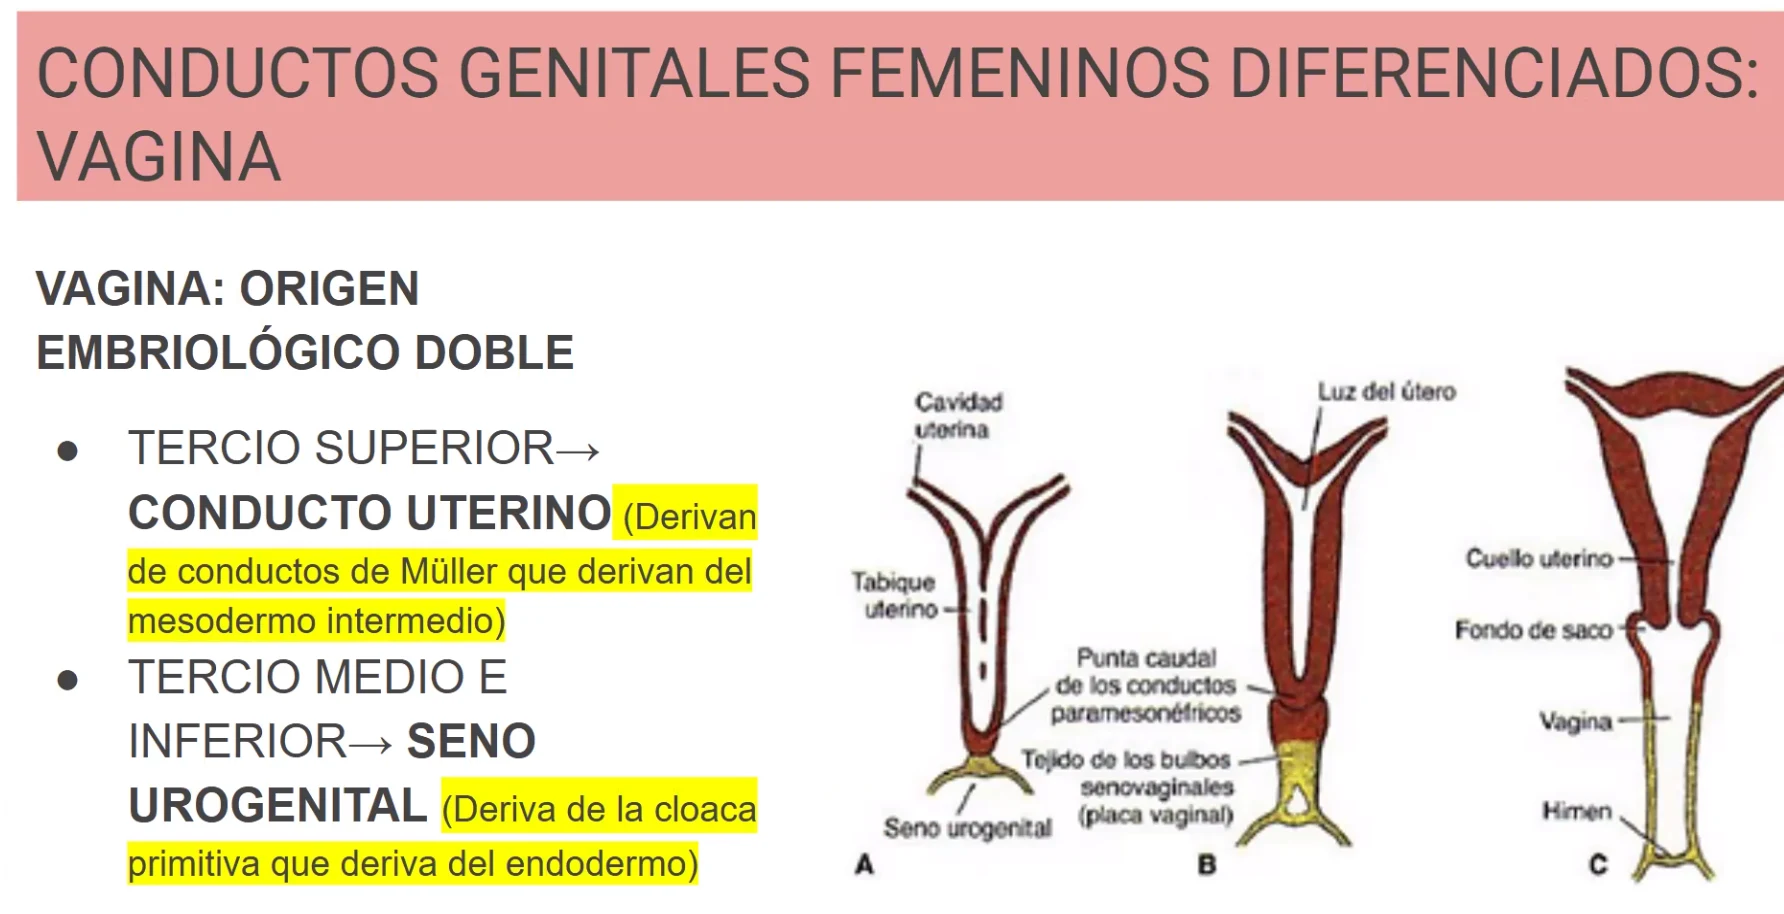 CONDUCTOS GENITALES FEMENINOS DIFERENCIADOS:
VAGINA
VAGINA: ORIGEN
EMBRIOLÓGICO DOBLE
● TERCIO SUPERIOR→
CONDUCTO UTERINO (Derivan
de conductos de Müller que derivan del
mesodermo intermedio)
● TERCIO MEDIO E
INFERIOR→ SENO
UROGENITAL (Deriva de la cloaca
primitiva que deriva del endodermo)
Cavidad
uterina
Tabique
uterino
Seno urogenital
A
Luz del útero
Punta caudal
de los conductos
paramesonéfricos
Tejido de los bulbos
senovaginales
(placa vaginal)
B
Cuello uterino
Fondo de saco
Vagina
Himen
C